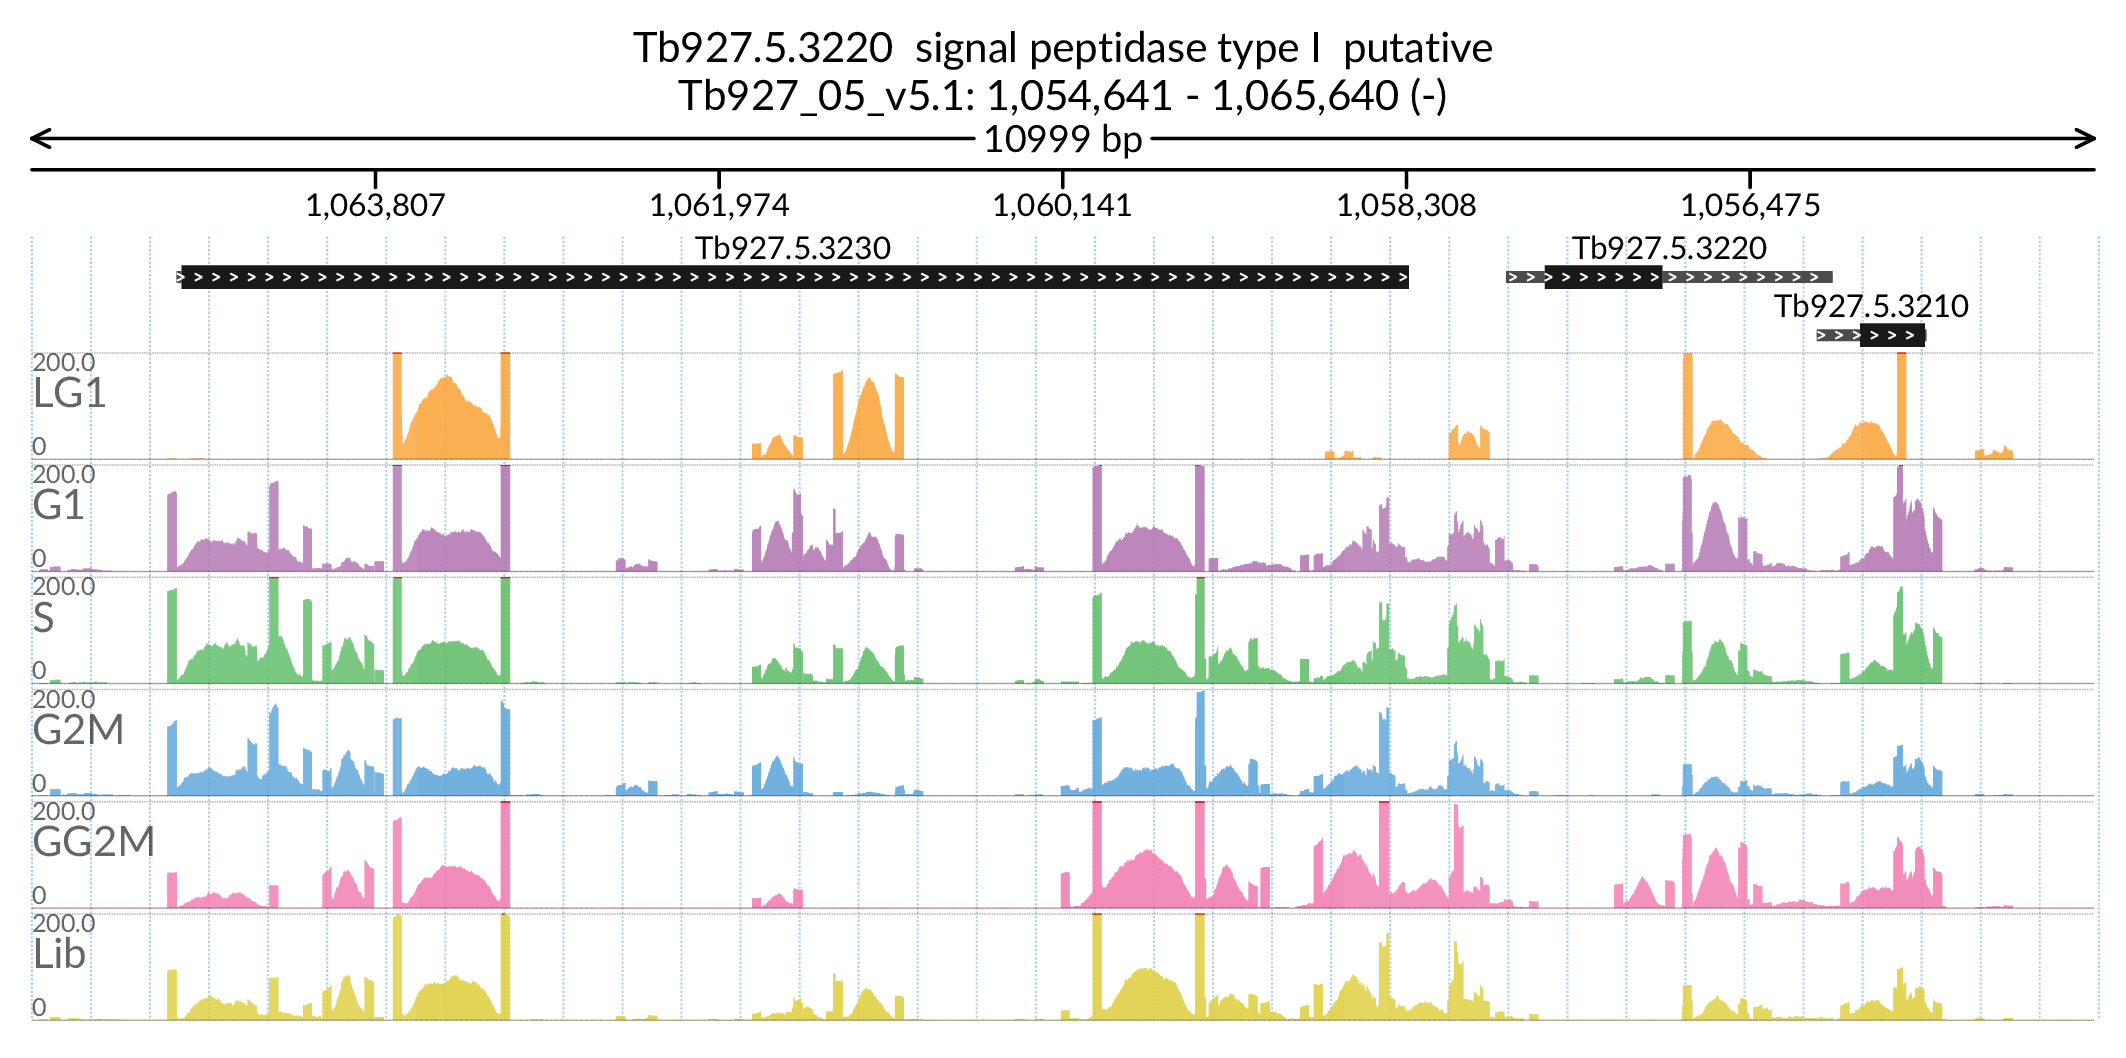 Tb927.5.3220  signal peptidase type I  putative
Tb927_05_v5.1: 1,054,641 - 1,065,640 (-)
10999 bp
1,063,807 1,061,974 1,060,141 1,058,308 1,056,475
Tb927.5.3230 Tb927.5.3220
Tb927.5.3210
200.0
LG1
0
200.0
G1
0
200.0
S
0
200.0
G2M
0
200.0
GG2M
0
200.0
Lib
0